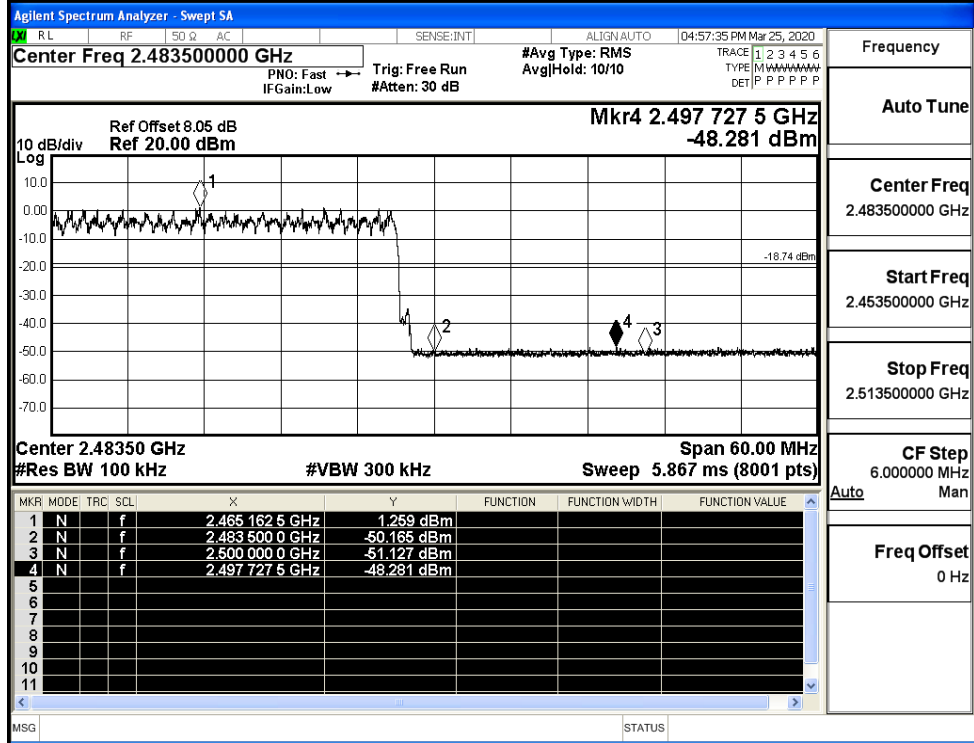 Agilent Spectrum Analyzer - Swept SA
LXI RL RF 50 Ω AC SENSE:INT ALIGN AUTO 04:57:35 PM Mar 25, 2020
Center Freq 2.483500000 GHz
PNO: Fast
IFGain:Low
Trig: Free Run
#Atten: 30 dB
#Avg Type: RMS
Avg|Hold: 10/10
TRACE 1 2 3 4 5 6
TYPE M W W W W W
DET P P P P P P
Ref Offset 8.05 dB
10 dB/div Ref 20.00 dBm
Log
Mkr4 2.497 727 5 GHz
-48.281 dBm
10.0
0.00
-10.0
-20.0
-30.0
-40.0
-50.0
-60.0
-70.0
1
2
4
3
-18.74 dBm
Center 2.48350 GHz Span 60.00 MHz
#Res BW 100 kHz #VBW 300 kHz Sweep 5.867 ms (8001 pts)
MKR MODE TRC SCL X Y FUNCTION FUNCTION WIDTH FUNCTION VALUE
1 N f 2.465 162 5 GHz 1.259 dBm
2 N f 2.483 500 0 GHz -50.165 dBm
3 N f 2.500 000 0 GHz -51.127 dBm
4 N f 2.497 727 5 GHz -48.281 dBm
5
6
7
8
9
10
11
MSG STATUS
Frequency
Auto Tune
Center Freq
2.483500000 GHz
Start Freq
2.453500000 GHz
Stop Freq
2.513500000 GHz
CF Step
6.000000 MHz
Auto Man
Freq Offset
0 Hz